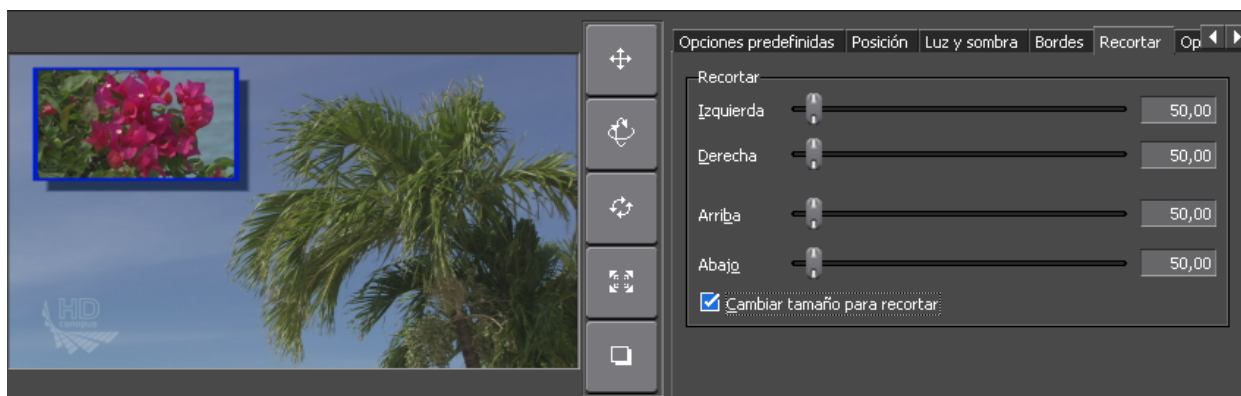 Opciones predefinidas Posición Luz y sombra Bordes Recortar Op
Recortar
Izquierda 50,00
Derecha 50,00
Arriba 50,00
Abajo 50,00
Cambiar tamaño para recortar
HD
canopus